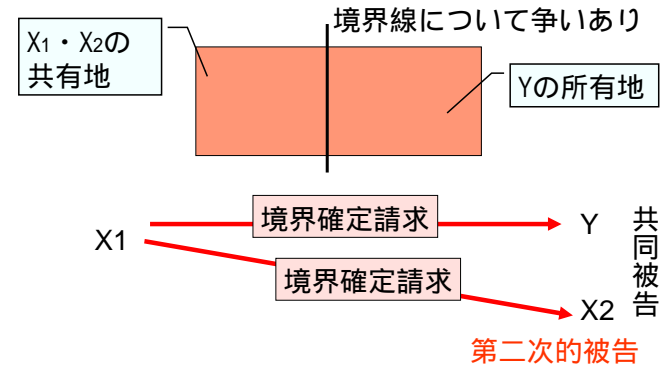 境界線について争いあり
X1・X2の
共有地
Yの所有地
境界確定請求
X1
Y
境界確定請求
X2
共同被告
第二次的被告